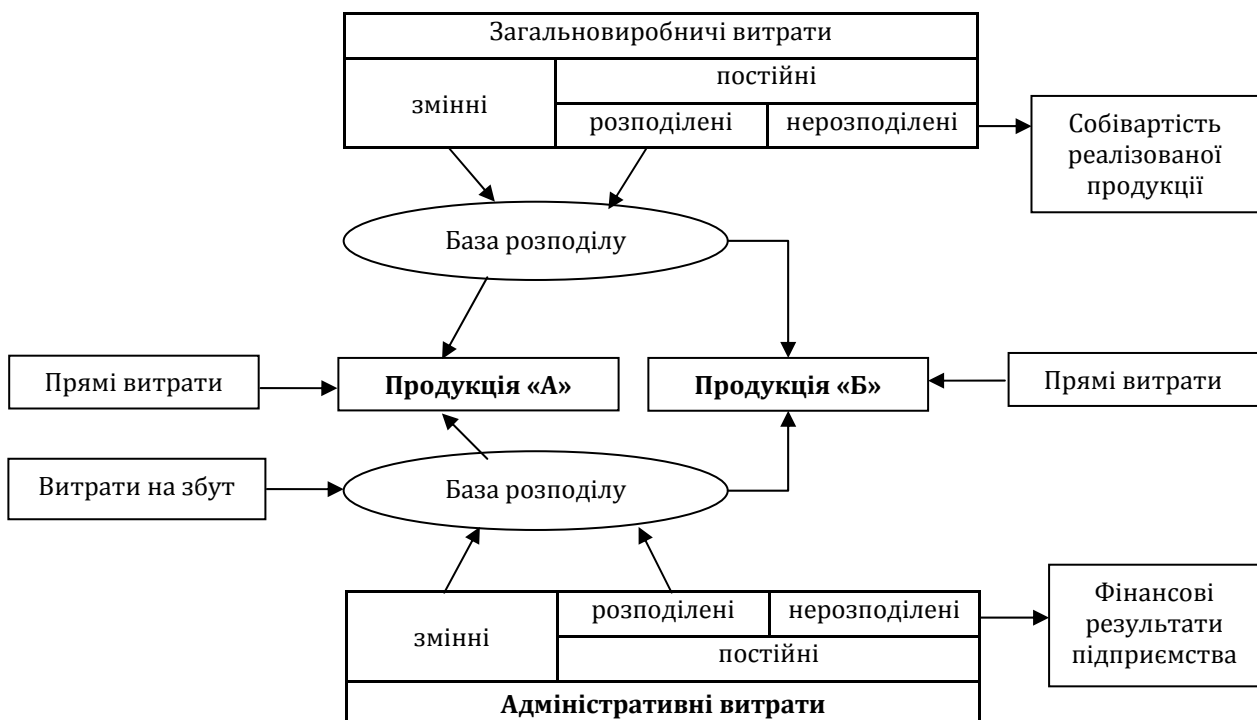 Загальновиробничі витрати
змінні
постійні
розподілені
нерозподілені
Собівартість
реалізованої
продукції
База розподілу
Прямі витрати
Продукція «А»
Продукція «Б»
Прямі витрати
Витрати на збут
База розподілу
змінні
розподілені
нерозподілені
постійні
Адміністративні витрати
Фінансові
результати
підприємства